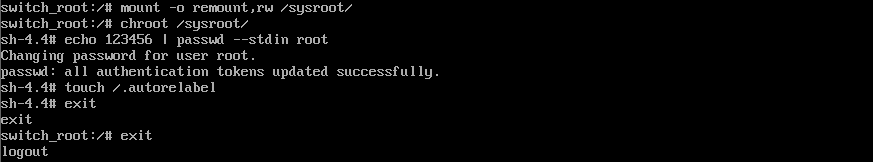 switch_root:/# mount -o remount,rw /sysroot/
switch_root:/# chroot /sysroot/
sh-4.4# echo 123456 | passwd --stdin root
Changing password for user root.
passwd: all authentication tokens updated successfully.
sh-4.4# touch /.autorelabel
sh-4.4# exit
exit
switch_root:/# exit
logout